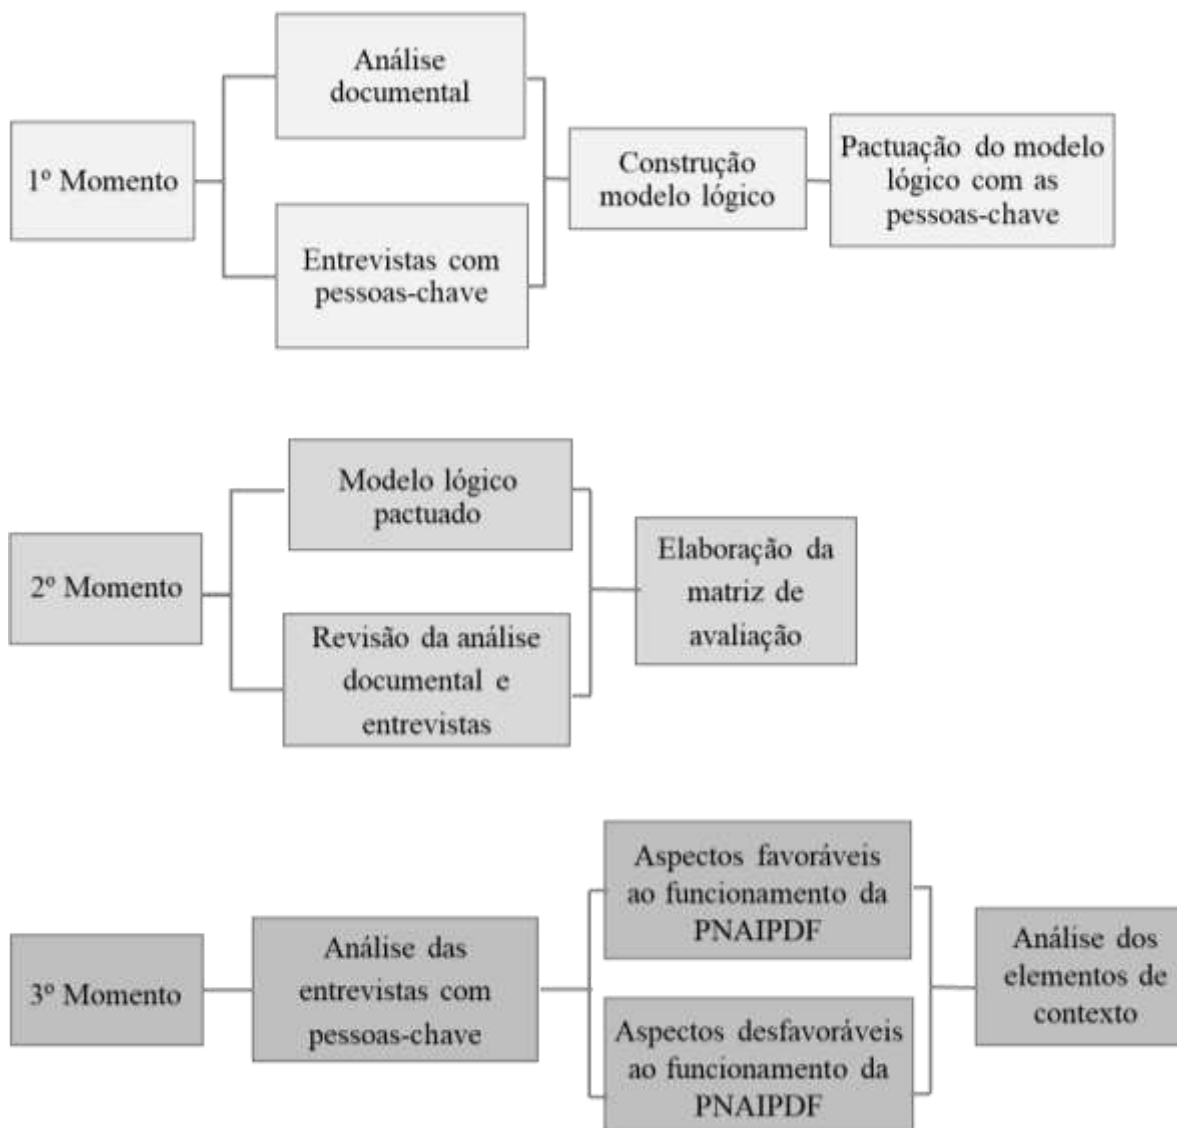 1º Momento
Análise
documental
Entrevistas com
pessoas-chave
Construção
modelo lógico
Pactuação do modelo
lógico com as
pessoas-chave
2º Momento
Modelo lógico
pactuado
Revisão da análise
documental e
entrevistas
Elaboração da
matriz de
avaliação
3º Momento
Análise das
entrevistas com
pessoas-chave
Aspectos favoráveis
ao funcionamento da
PNAIPDF
Aspectos desfavoráveis
ao funcionamento da
PNAIPDF
Análise dos
elementos de
contexto